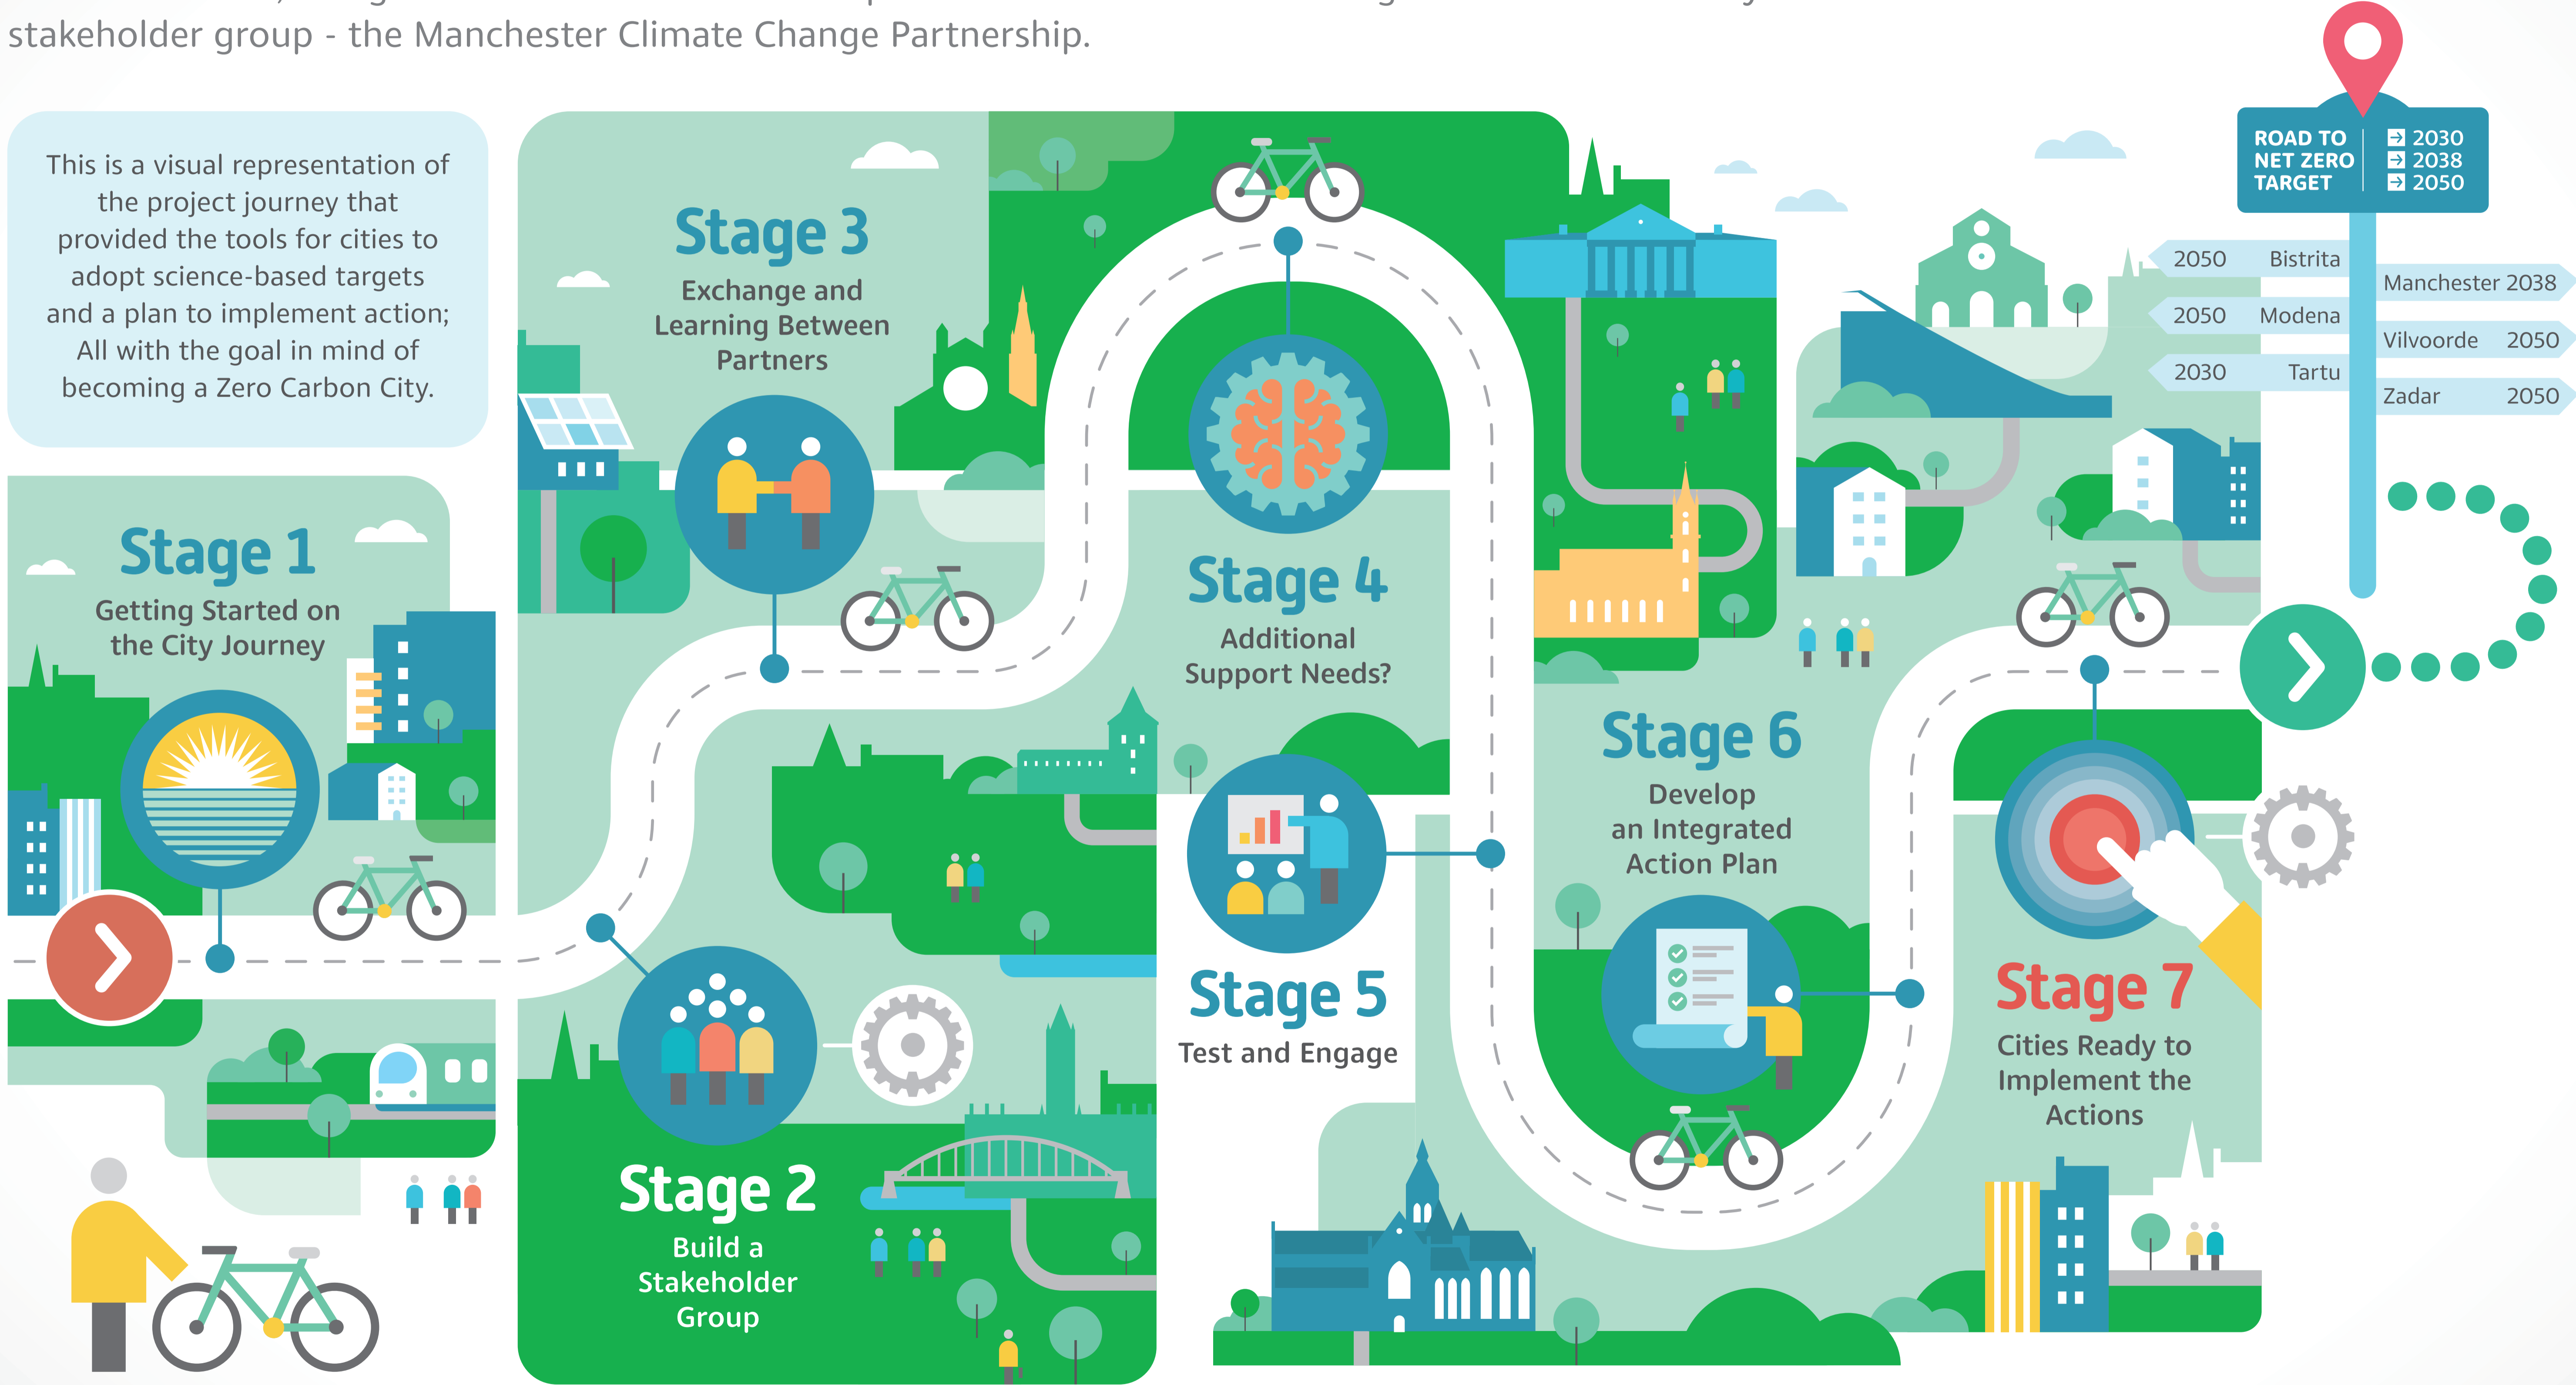 stakeholder group - the Manchester Climate Change Partnership.
This is a visual representation of
the project journey that
provided the tools for cities to
adopt science-based targets
and a plan to implement action;
All with the goal in mind of
becoming a Zero Carbon City.
Stage 1
Getting Started on
the City Journey
Stage 2
Build a
Stakeholder
Group
Stage 3
Exchange and
Learning Between
Partners
Stage 4
Additional
Support Needs?
Stage 5
Test and Engage
Stage 6
Develop
an Integrated
Action Plan
Stage 7
Cities Ready to
Implement the
Actions
ROAD TO
NET ZERO
TARGET
2030
2038
2050
2050 Bistrita
Manchester 2038
2050 Modena
Vilvoorde 2050
2030 Tartu
Zadar 2050